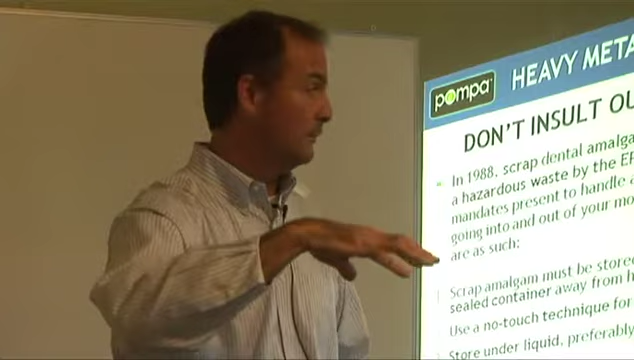 pompa
HEAVY META
DON'T INSULT OU
In 1988, scrap dental amalga
a hazardous waste by the EP
mandates present to handle a
going into and out of your mo
are as such:
Scrap amalgam must be store
sealed container away from h
Use a no-touch technique for
Store under liquid, preferably